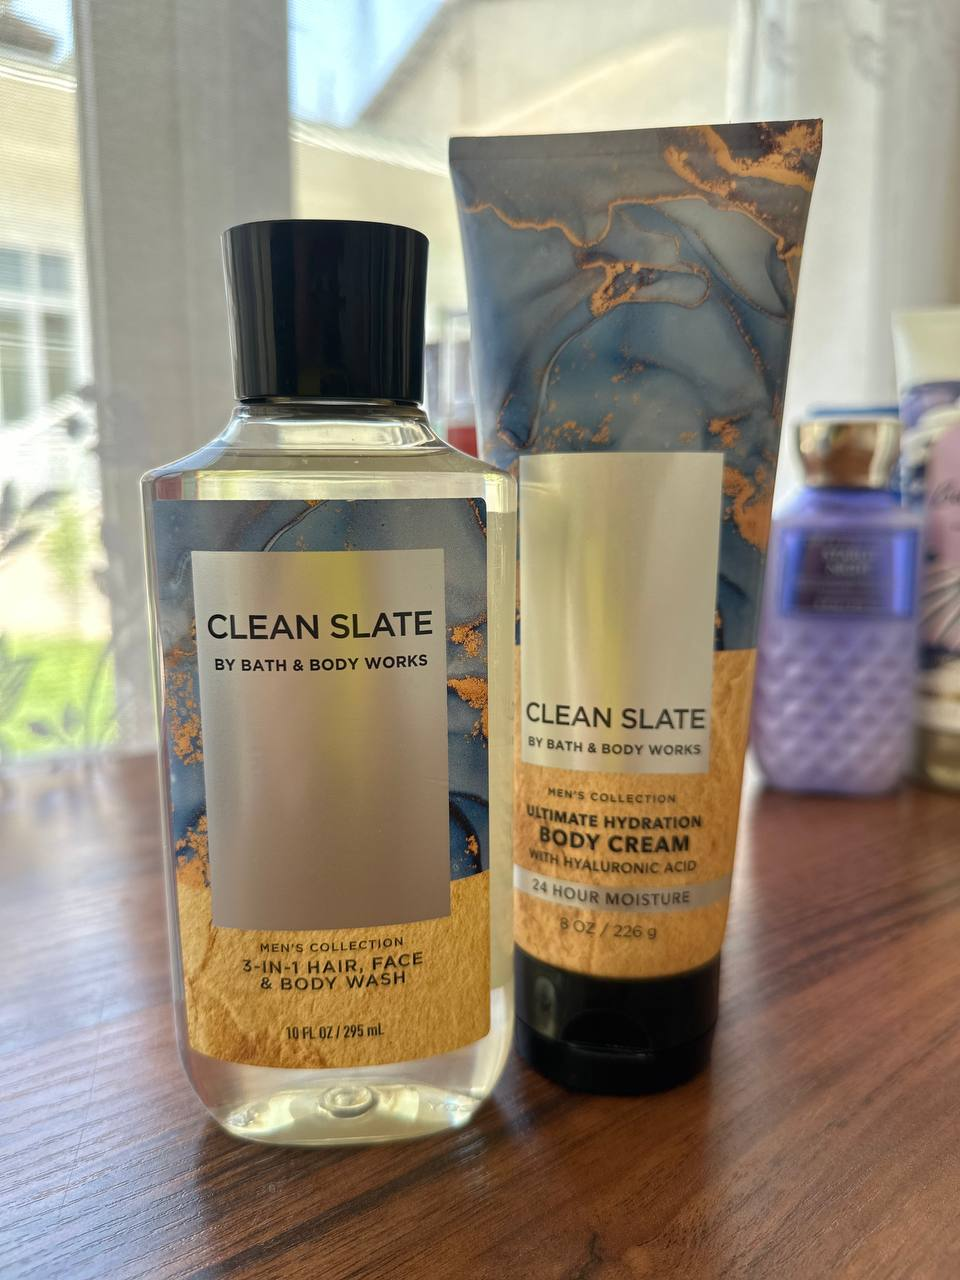 CLEAN SLATE
BY BATH & BODY WORKS
MEN'S COLLECTION
3-IN-1 HAIR, FACE
& BODY WASH
10 FL OZ / 295 mL
CLEAN SLATE
BY BATH & BODY WORKS
MEN'S COLLECTION
ULTIMATE HYDRATION
BODY CREAM
WITH HYALURONIC ACID
24 HOUR MOISTURE
8 OZ / 226 g